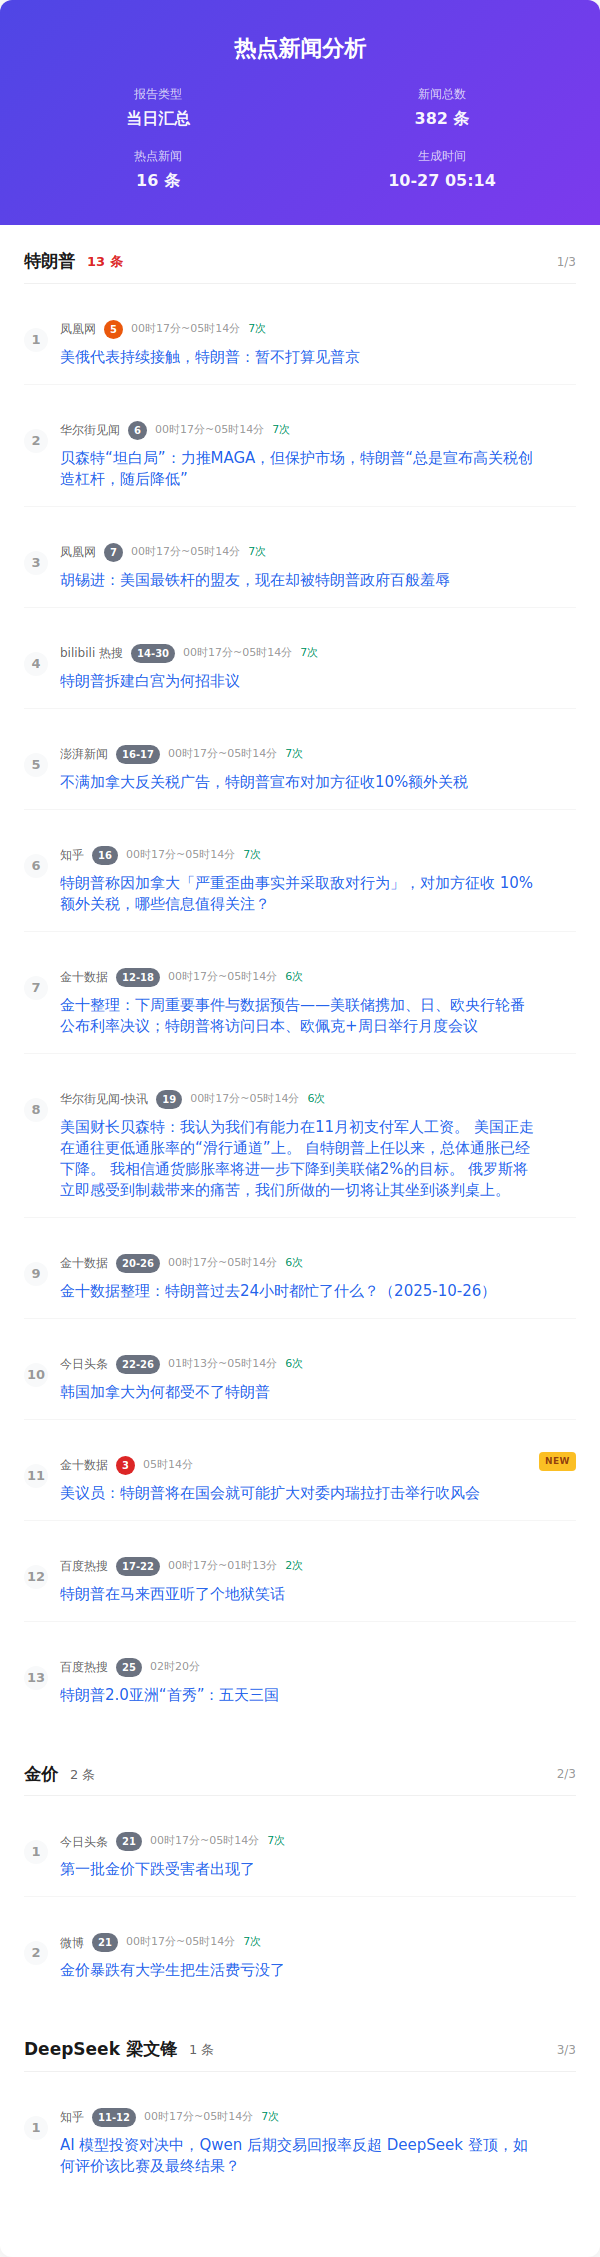 热点新闻分析
报告类型
新闻总数
当日汇总
382 条
热点新闻
生成时间
16 条
10-27 05:14
特朗普 13 条 1/3
1 凤凰网 5 00时17分~05时14分 7次
美俄代表持续接触，特朗普：暂不打算见普京
2 华尔街见闻 6 00时17分~05时14分 7次
贝森特“坦白局”：力推MAGA，但保护市场，特朗普“总是宣布高关税创
造杠杆，随后降低”
3 凤凰网 7 00时17分~05时14分 7次
胡锡进：美国最铁杆的盟友，现在却被特朗普政府百般羞辱
4 bilibili 热搜 14-30 00时17分~05时14分 7次
特朗普拆建白宫为何招非议
5 澎湃新闻 16-17 00时17分~05时14分 7次
不满加拿大反关税广告，特朗普宣布对加方征收10%额外关税
6 知乎 16 00时17分~05时14分 7次
特朗普称因加拿大「严重歪曲事实并采取敌对行为」，对加方征收 10%
额外关税，哪些信息值得关注？
7 金十数据 12-18 00时17分~05时14分 6次
金十整理：下周重要事件与数据预告——美联储携加、日、欧央行轮番
公布利率决议；特朗普将访问日本、欧佩克+周日举行月度会议
8 华尔街见闻-快讯 19 00时17分~05时14分 6次
美国财长贝森特：我认为我们有能力在11月初支付军人工资。 美国正走
在通往更低通胀率的“滑行通道”上。 自特朗普上任以来，总体通胀已经
下降。 我相信通货膨胀率将进一步下降到美联储2%的目标。 俄罗斯将
立即感受到制裁带来的痛苦，我们所做的一切将让其坐到谈判桌上。
9 金十数据 20-26 00时17分~05时14分 6次
金十数据整理：特朗普过去24小时都忙了什么？（2025-10-26）
10 今日头条 22-26 01时13分~05时14分 6次
韩国加拿大为何都受不了特朗普
11 金十数据 3 05时14分 NEW
美议员：特朗普将在国会就可能扩大对委内瑞拉打击举行吹风会
12 百度热搜 17-22 00时17分~01时13分 2次
特朗普在马来西亚听了个地狱笑话
13 百度热搜 25 02时20分
特朗普2.0亚洲“首秀”：五天三国
金价 2 条 2/3
1 今日头条 21 00时17分~05时14分 7次
第一批金价下跌受害者出现了
2 微博 21 00时17分~05时14分 7次
金价暴跌有大学生把生活费亏没了
DeepSeek 梁文锋 1 条 3/3
1 知乎 11-12 00时17分~05时14分 7次
AI 模型投资对决中，Qwen 后期交易回报率反超 DeepSeek 登顶，如
何评价该比赛及最终结果？